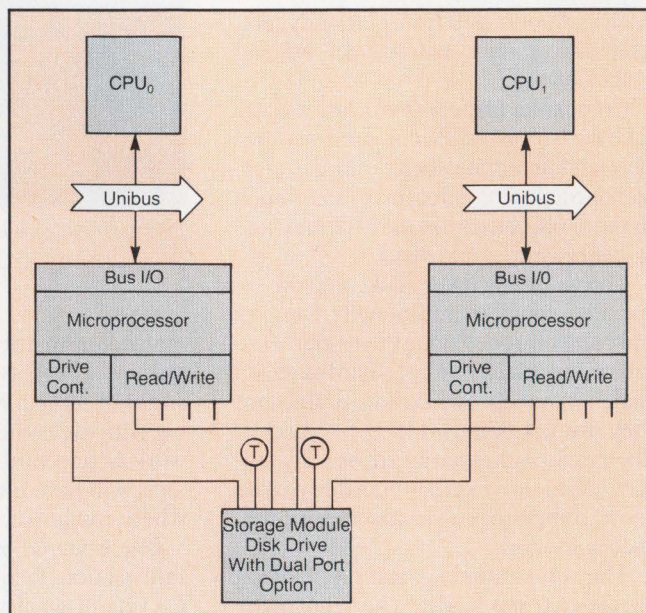 CPU₀
CPU₁
Unibus
Unibus
Bus I/O
Bus I/0
Microprocessor
Microprocessor
Drive
Cont.
Read/Write
Drive
Cont.
Read/Write
T
T
Storage Module
Disk Drive
With Dual Port
Option